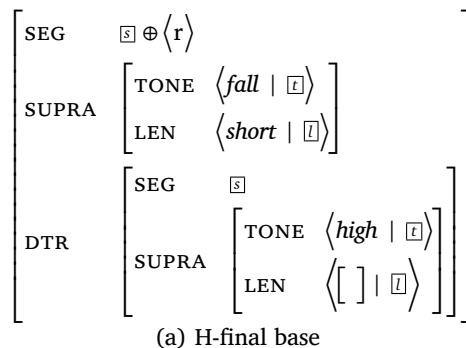 SEG [s] ⊕ ⟨r⟩
SUPRA [TONE ⟨fall | [t]⟩
LEN ⟨short | [l]⟩]
DTR [SEG [s]
SUPRA [TONE ⟨high | [t]⟩
LEN ⟨[ ] | [l]⟩]]
(a) H-final base